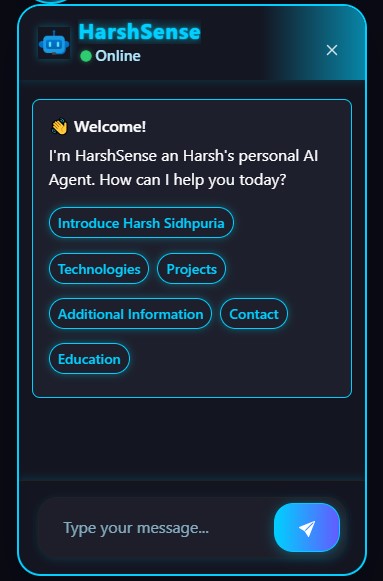 HarshSense
Online
👋 Welcome!
I'm HarshSense an Harsh's personal AI
Agent. How can I help you today?
Introduce Harsh Sidhpuria
Technologies Projects
Additional Information Contact
Education
Type your message...